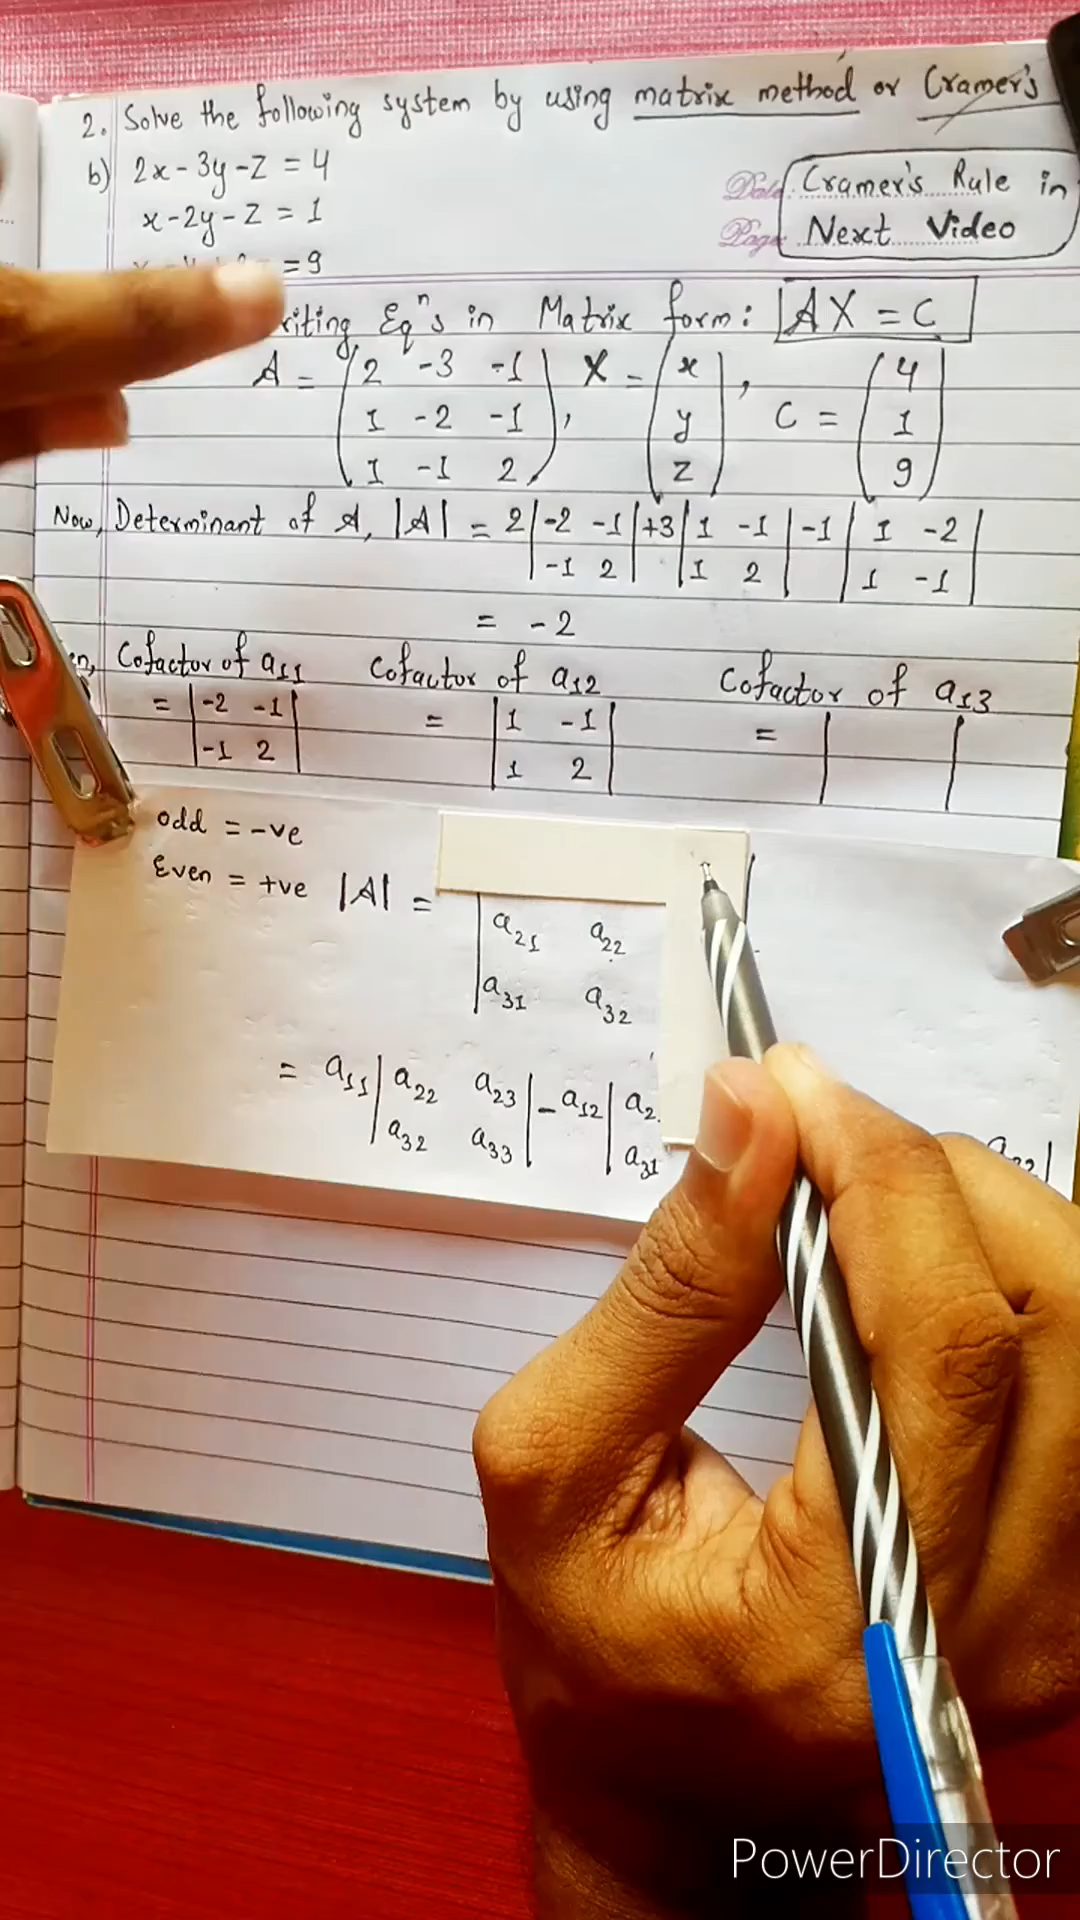 2. Solve the following system by using matrix method or Cramer's
b) 2x - 3y - z = 4
x - 2y - z = 1
= 9
Date. Page.
Cramer's Rule in
Next Video
riting Eqⁿs in Matrix form: AX = C
A = (2 -3 -1), X = (x), C = (4)
1 -2 -1 y 1
1 -1 2 z 9
Now, Determinant of A, |A| = 2 |-2 -1| +3 |1 -1| -1 |1 -2|
-1 2 1 2 1 -1
= -2
Cofactor of a11 Cofactor of a12 Cofactor of a13
= |-2 -1| = |1 -1| = | |
-1 2 1 2
odd = -ve
Even = +ve |A| =
a21 a22
a31 a32
= a11 |a22 a23| - a12
a32 a33 a31
PowerDirector